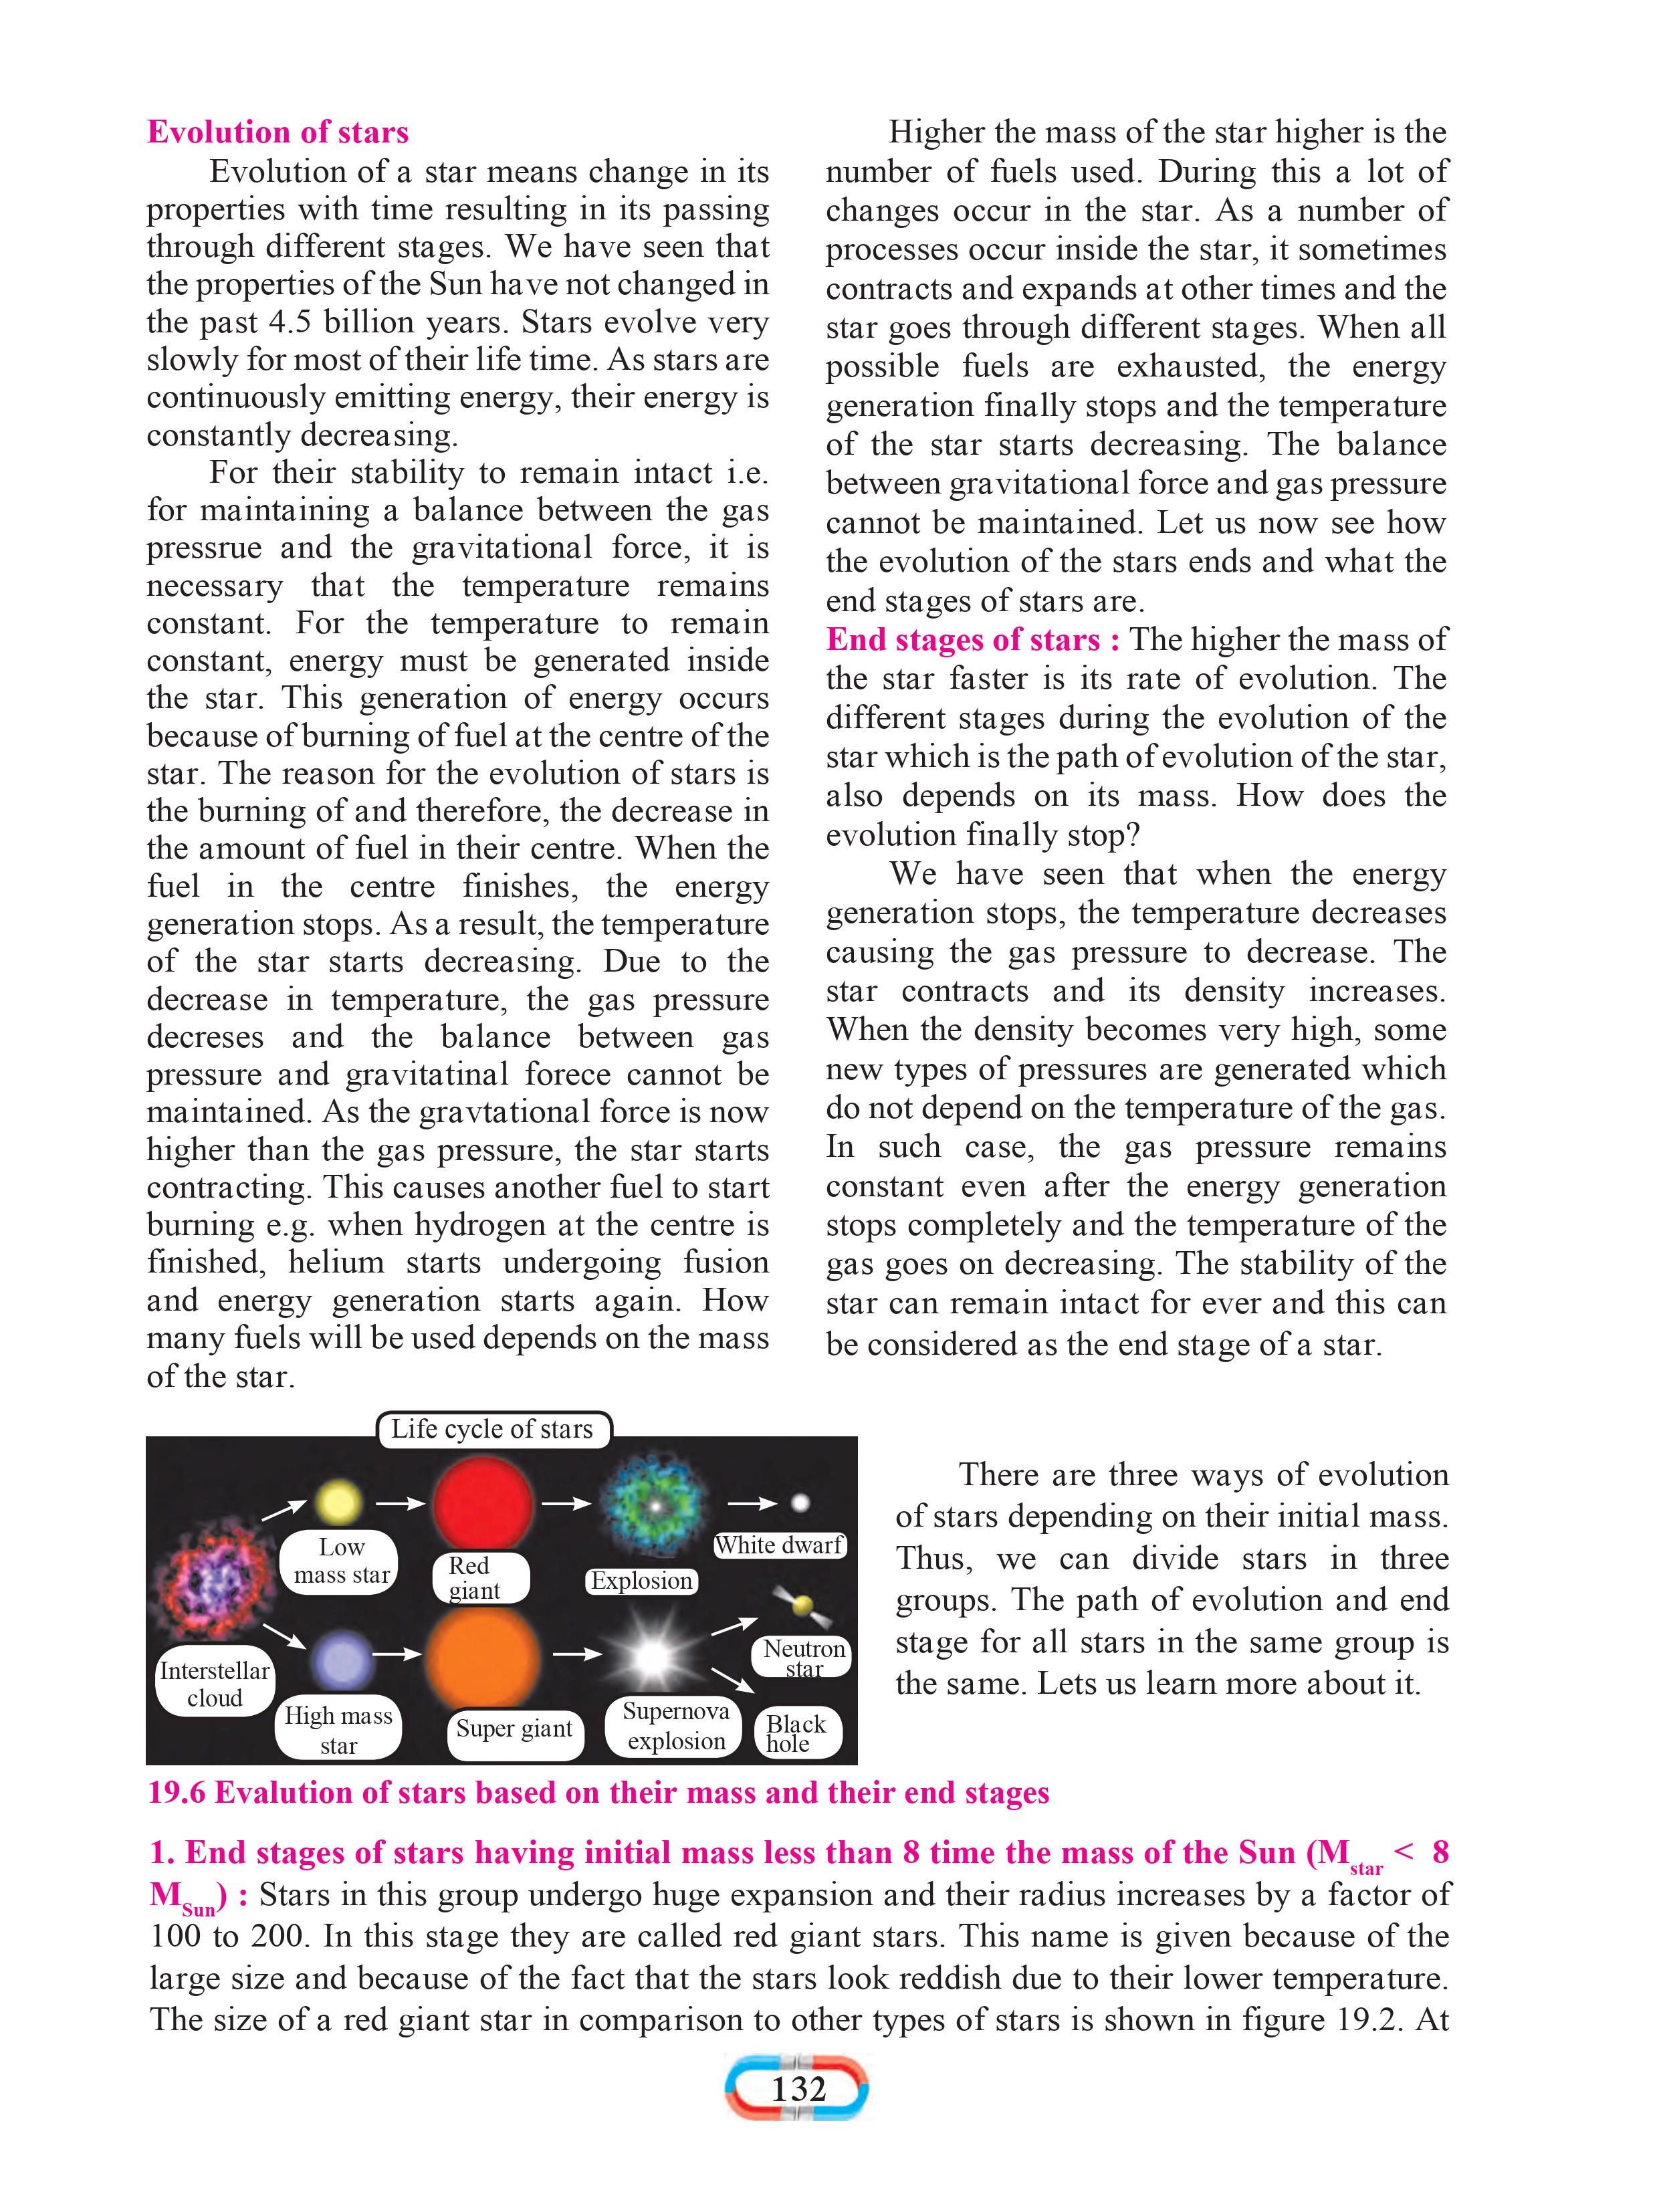 Evolution of stars
Evolution of a star means change in its
properties with time resulting in its passing
through different stages. We have seen that
the properties of the Sun have not changed in
the past 4.5 billion years. Stars evolve very
slowly for most of their life time. As stars are
continuously emitting energy, their energy is
constantly decreasing.
For their stability to remain intact i.e.
for maintaining a balance between the gas
pressrue and the gravitational force, it is
necessary that the temperature remains
constant. For the temperature to remain
constant, energy must be generated inside
the star. This generation of energy occurs
because of burning of fuel at the centre of the
star. The reason for the evolution of stars is
the burning of and therefore, the decrease in
the amount of fuel in their centre. When the
fuel in the centre finishes, the energy
generation stops. As a result, the temperature
of the star starts decreasing. Due to the
decrease in temperature, the gas pressure
decreses and the balance between gas
pressure and gravitatinal forece cannot be
maintained. As the gravtational force is now
higher than the gas pressure, the star starts
contracting. This causes another fuel to start
burning e.g. when hydrogen at the centre is
finished, helium starts undergoing fusion
and energy generation starts again. How
many fuels will be used depends on the mass
of the star.
Higher the mass of the star higher is the
number of fuels used. During this a lot of
changes occur in the star. As a number of
processes occur inside the star, it sometimes
contracts and expands at other times and the
star goes through different stages. When all
possible fuels are exhausted, the energy
generation finally stops and the temperature
of the star starts decreasing. The balance
between gravitational force and gas pressure
cannot be maintained. Let us now see how
the evolution of the stars ends and what the
end stages of stars are.
End stages of stars : The higher the mass of
the star faster is its rate of evolution. The
different stages during the evolution of the
star which is the path of evolution of the star,
also depends on its mass. How does the
evolution finally stop?
We have seen that when the energy
generation stops, the temperature decreases
causing the gas pressure to decrease. The
star contracts and its density increases.
When the density becomes very high, some
new types of pressures are generated which
do not depend on the temperature of the gas.
In such case, the gas pressure remains
constant even after the energy generation
stops completely and the temperature of the
gas goes on decreasing. The stability of the
star can remain intact for ever and this can
be considered as the end stage of a star.
Life cycle of stars
Low
mass star
Red
giant
Explosion
White dwarf
Interstellar
cloud
High mass
star
Super giant
Supernova
explosion
Neutron
star
Black
hole
There are three ways of evolution
of stars depending on their initial mass.
Thus, we can divide stars in three
groups. The path of evolution and end
stage for all stars in the same group is
the same. Lets us learn more about it.
19.6 Evalution of stars based on their mass and their end stages
1. End stages of stars having initial mass less than 8 time the mass of the Sun (Mstar < 8
MSun) : Stars in this group undergo huge expansion and their radius increases by a factor of
100 to 200. In this stage they are called red giant stars. This name is given because of the
large size and because of the fact that the stars look reddish due to their lower temperature.
The size of a red giant star in comparison to other types of stars is shown in figure 19.2. At
132